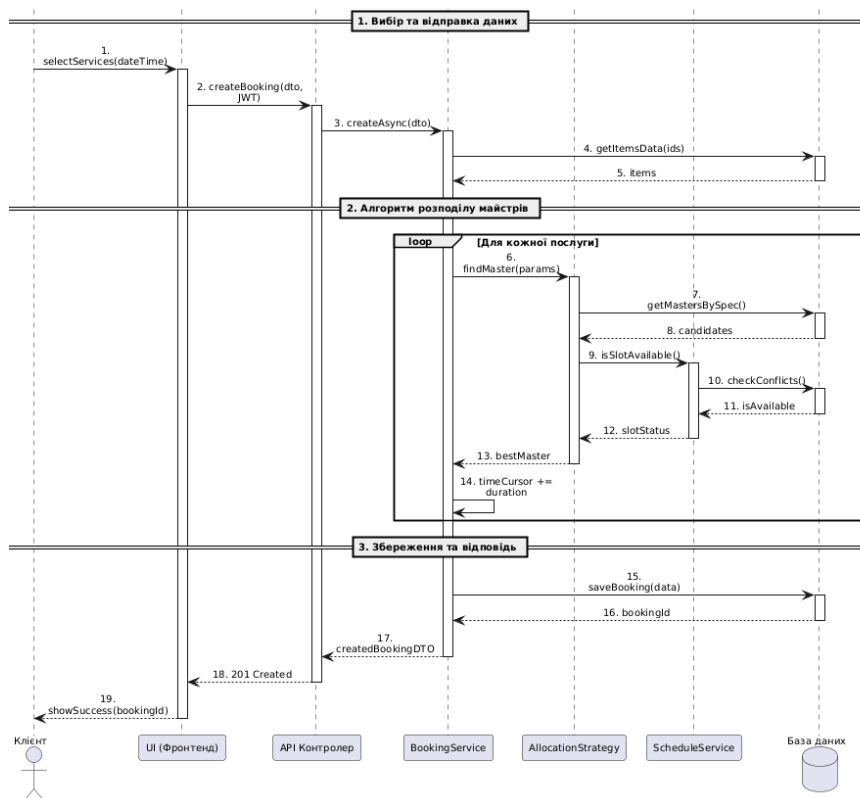 1. Вибір та відправка даних
1.
selectServices(dateTime)
2. createBooking(dto,
JWT)
3. createAsync(dto)
4. getItemsData(ids)
5. items
2. Алгоритм розподілу майстрів
loop [Для кожної послуги]
6.
findMaster(params)
7.
getMastersBySpec()
8. candidates
9. isSlotAvailable()
10. checkConflicts()
11. isAvailable
12. slotStatus
13. bestMaster
14. timeCursor +=
duration
3. Збереження та відповідь
15.
saveBooking(data)
16. bookingId
17.
createdBookingDTO
18. 201 Created
19.
showSuccess(bookingId)
Клієнт
UI (Фронтенд)
API Контролер
BookingService
AllocationStrategy
ScheduleService
База даних